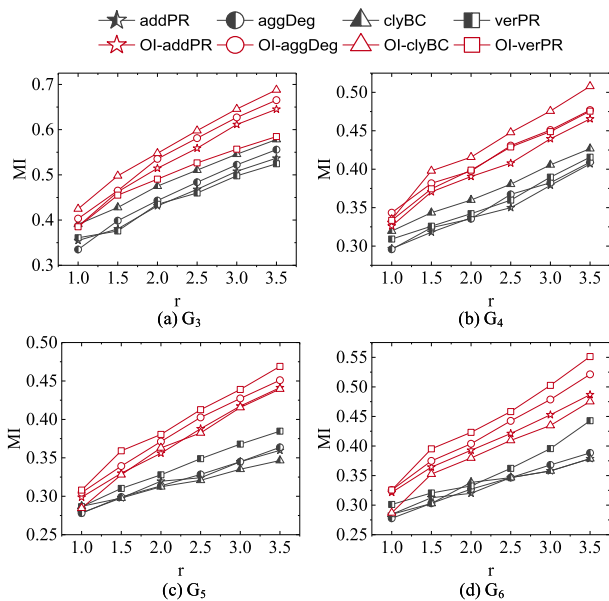 addPR aggDeg clyBC verPR
OI-addPR OI-aggDeg OI-clyBC OI-verPR
MI
0.7
0.6
0.5
0.4
0.3
1.0 1.5 2.0 2.5 3.0 3.5
r
(a) G3
0.50
0.45
0.40
0.35
0.30
1.0 1.5 2.0 2.5 3.0 3.5
r
(b) G4
MI
0.50
0.45
0.40
0.35
0.30
0.25
1.0 1.5 2.0 2.5 3.0 3.5
r
(c) G5
0.55
0.50
0.45
0.40
0.35
0.30
0.25
1.0 1.5 2.0 2.5 3.0 3.5
r
(d) G6